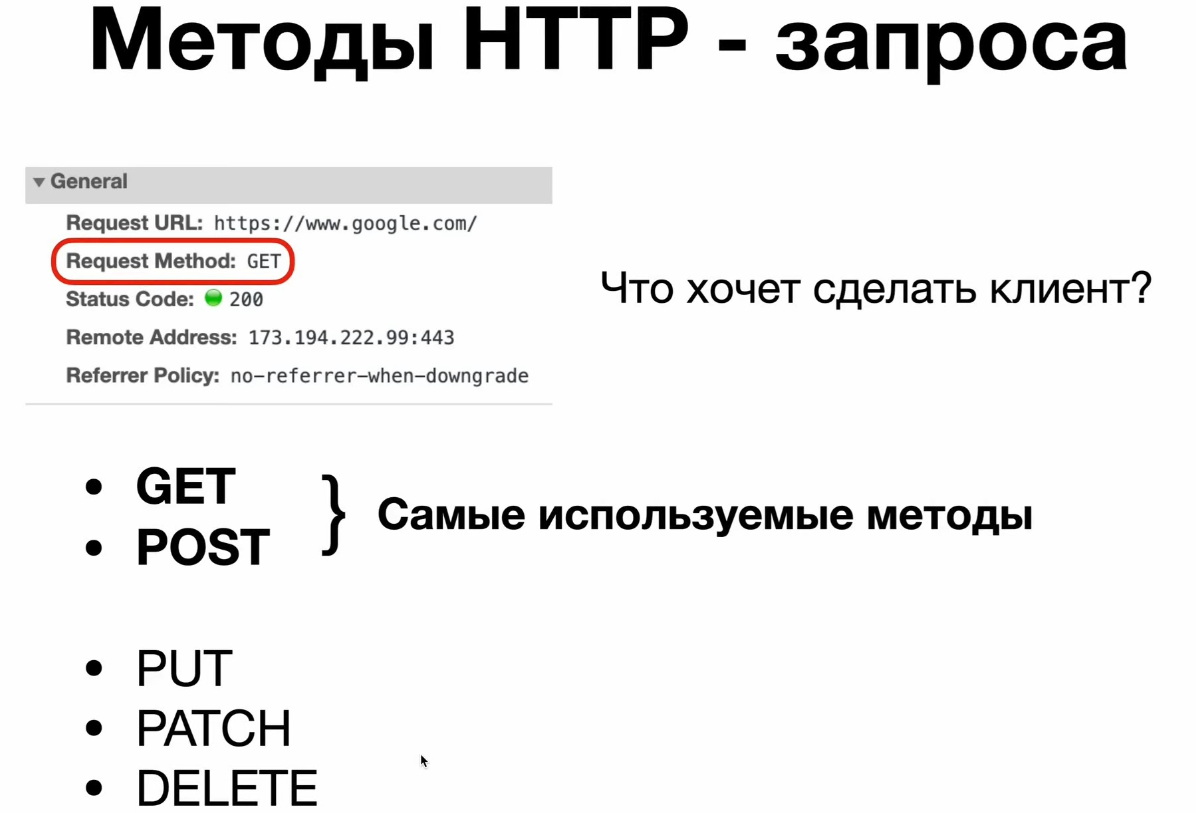 Методы HTTP - запроса
▼ General
Request URL: https://www.google.com/
Request Method: GET
Status Code: 200
Remote Address: 173.194.222.99:443
Referrer Policy: no-referrer-when-downgrade
Что хочет сделать клиент?
• GET
• POST
} Самые используемые методы
• PUT
• PATCH
• DELETE